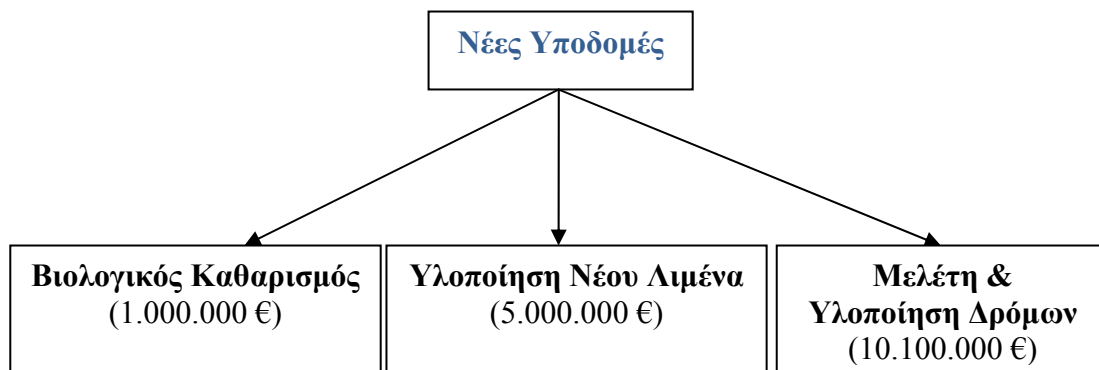 Νέες Υποδομές
Βιολογικός Καθαρισμός
(1.000.000 €)
Υλοποίηση Νέου Λιμένα
(5.000.000 €)
Μελέτη &
Υλοποίηση Δρόμων
(10.100.000 €)